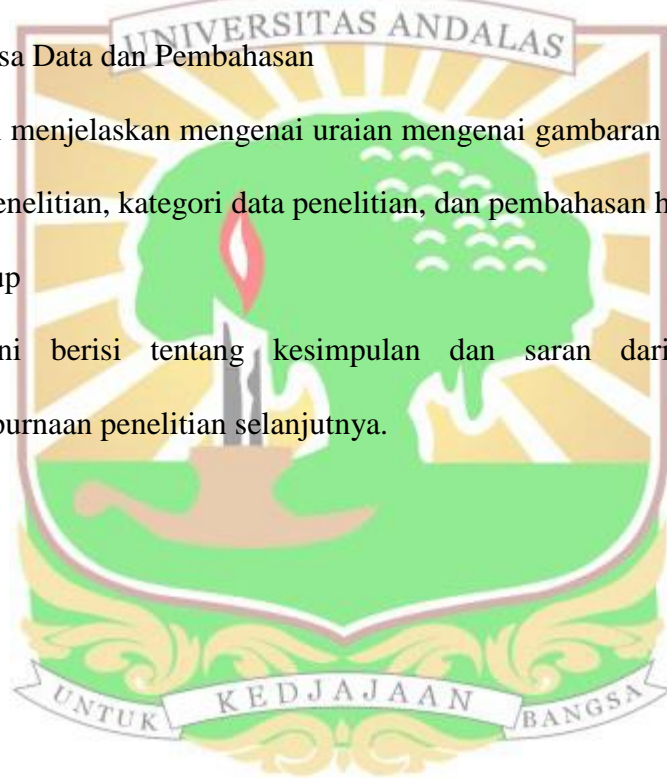 UNIVERSITAS ANDALAS
sa Data dan Pembahasan
menjelaskan mengenai uraian mengenai gambaran
enelitian, kategori data penelitian, dan pembahasan h
up
ni berisi tentang kesimpulan dan saran dari
purnaan penelitian selanjutnya.
UNTUK KEDJAJAAN BANGSA